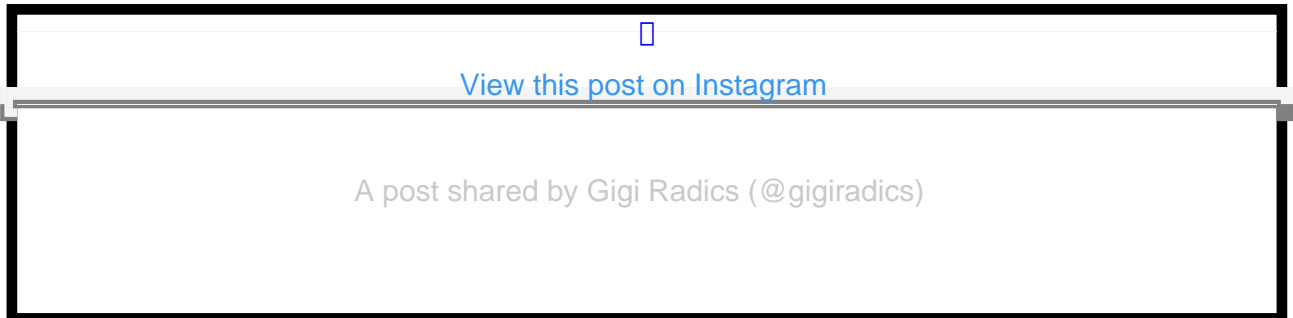 View this post on Instagram
A post shared by Gigi Radics (@gigiradics)